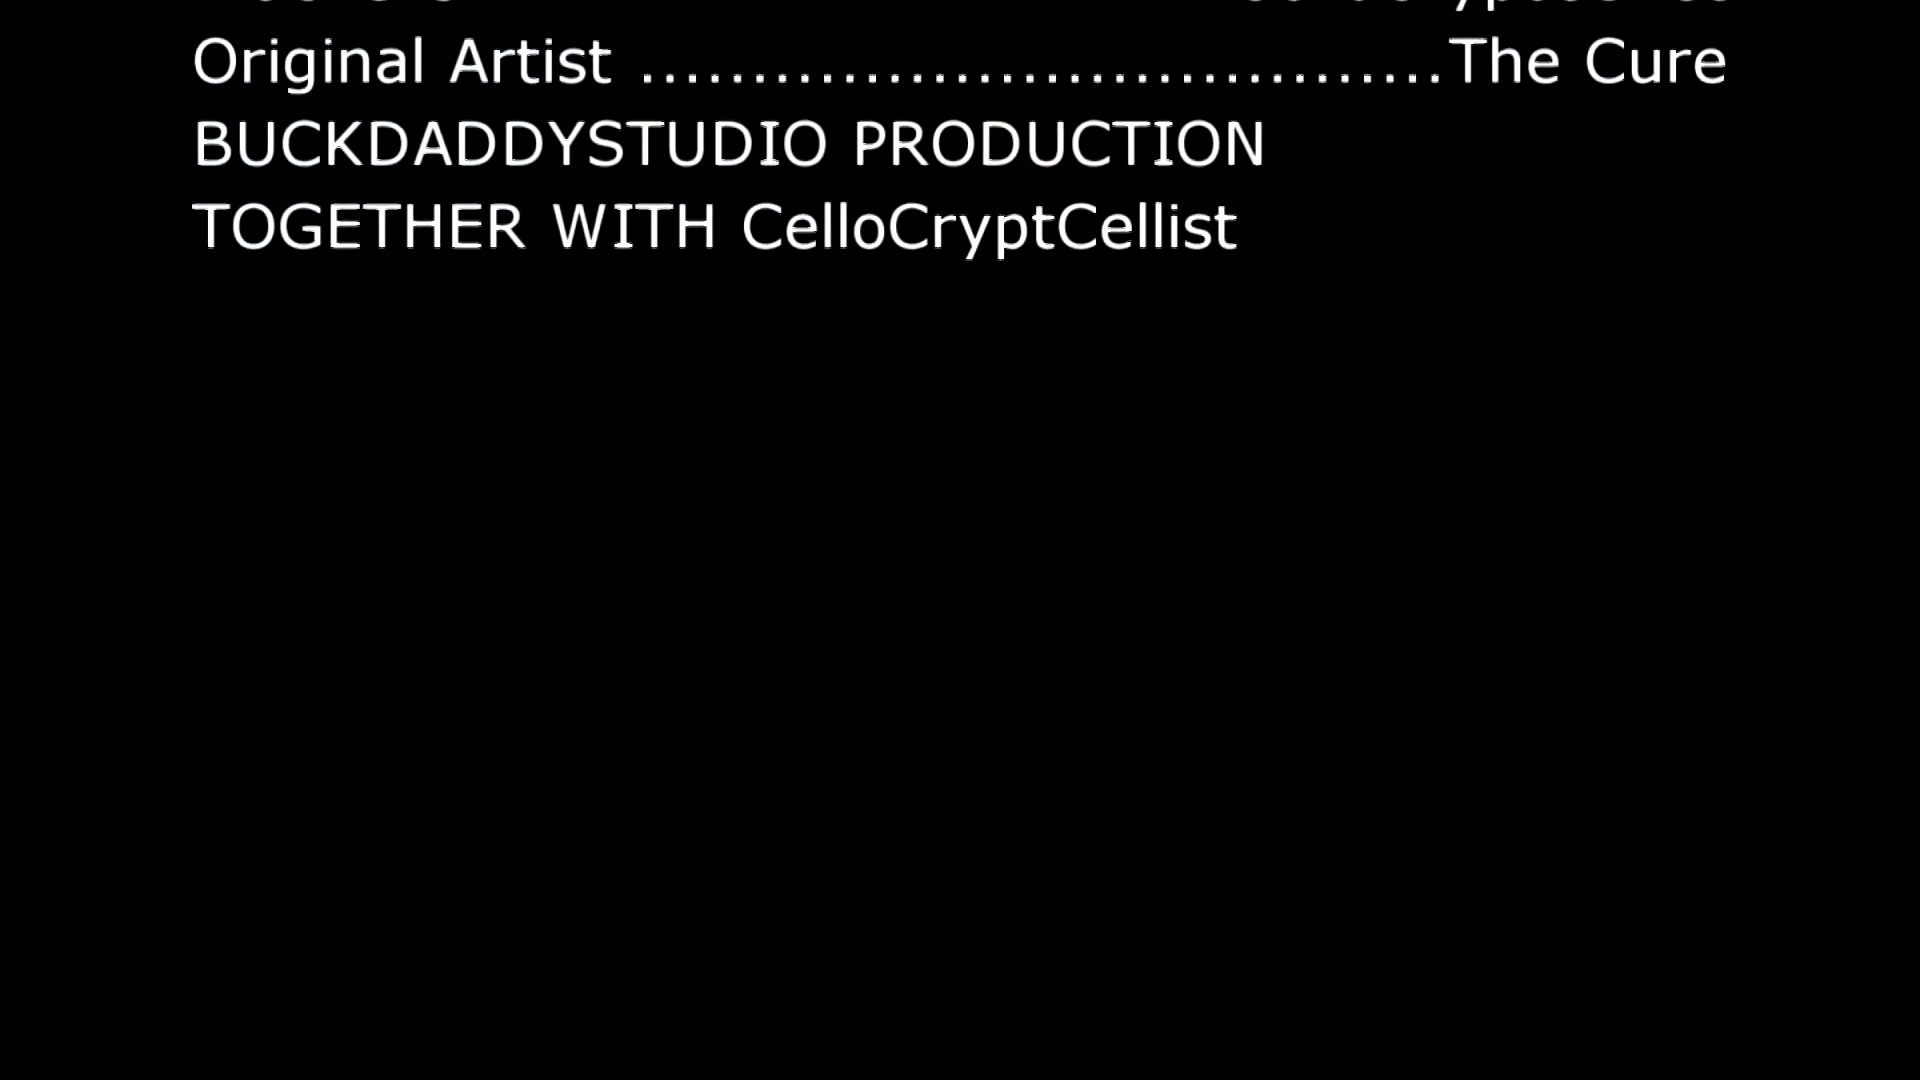 Original Artist ....................................The Cure
BUCKDADDYSTUDIO PRODUCTION
TOGETHER WITH CelloCryptCellist